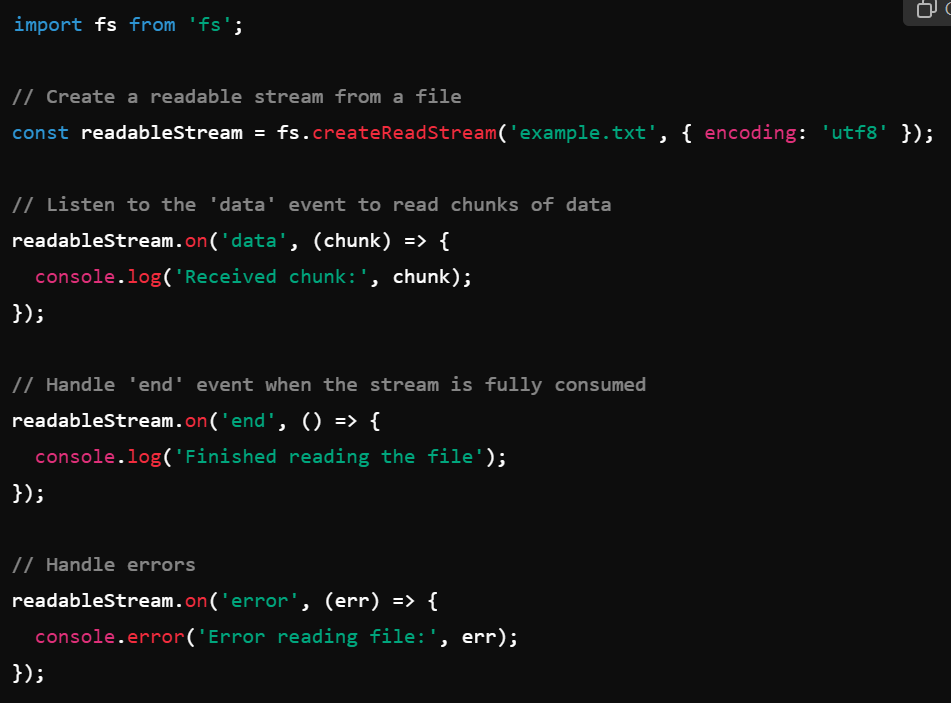 import fs from 'fs';
// Create a readable stream from a file
const readableStream = fs.createReadStream('example.txt', { encoding: 'utf8' });
// Listen to the 'data' event to read chunks of data
readableStream.on('data', (chunk) => {
  console.log('Received chunk:', chunk);
});
// Handle 'end' event when the stream is fully consumed
readableStream.on('end', () => {
  console.log('Finished reading the file');
});
// Handle errors
readableStream.on('error', (err) => {
  console.error('Error reading file:', err);
});